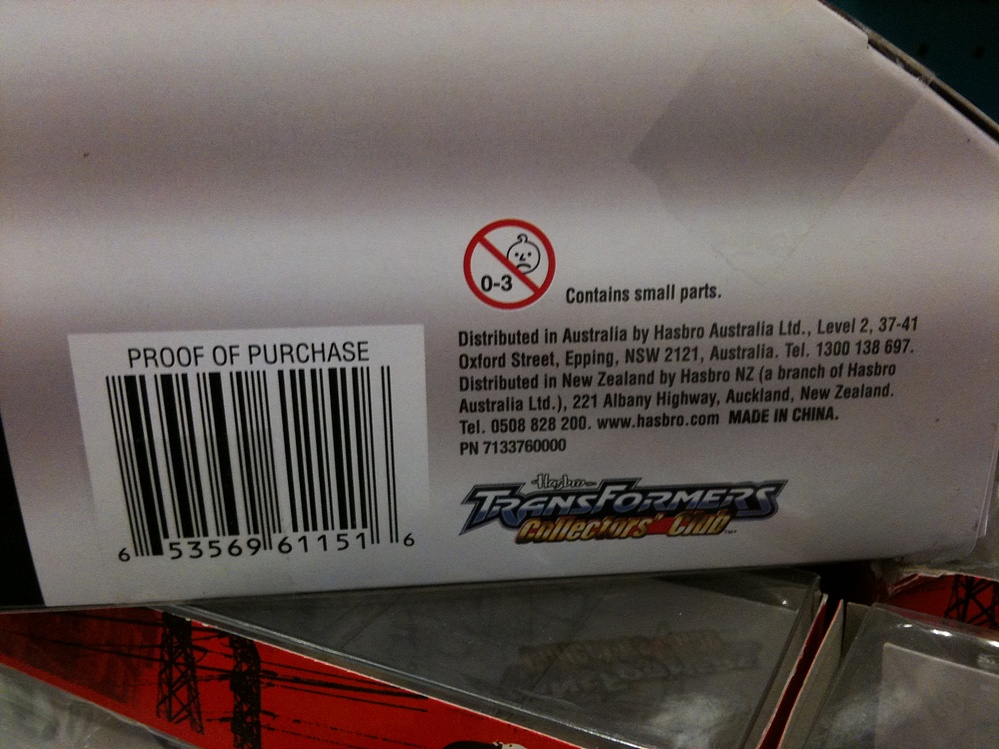 0-3
Contains small parts.
Distributed in Australia by Hasbro Australia Ltd., Level 2, 37-41
Oxford Street, Epping, NSW 2121, Australia. Tel. 1300 138 697.
Distributed in New Zealand by Hasbro NZ (a branch of Hasbro
Australia Ltd.), 221 Albany Highway, Auckland, New Zealand.
Tel. 0508 828 200. www.hasbro.com MADE IN CHINA.
PN 7133760000
PROOF OF PURCHASE
6 53569 61151 6
Hasbro
TRANSFORMERS
Collectors' Club™